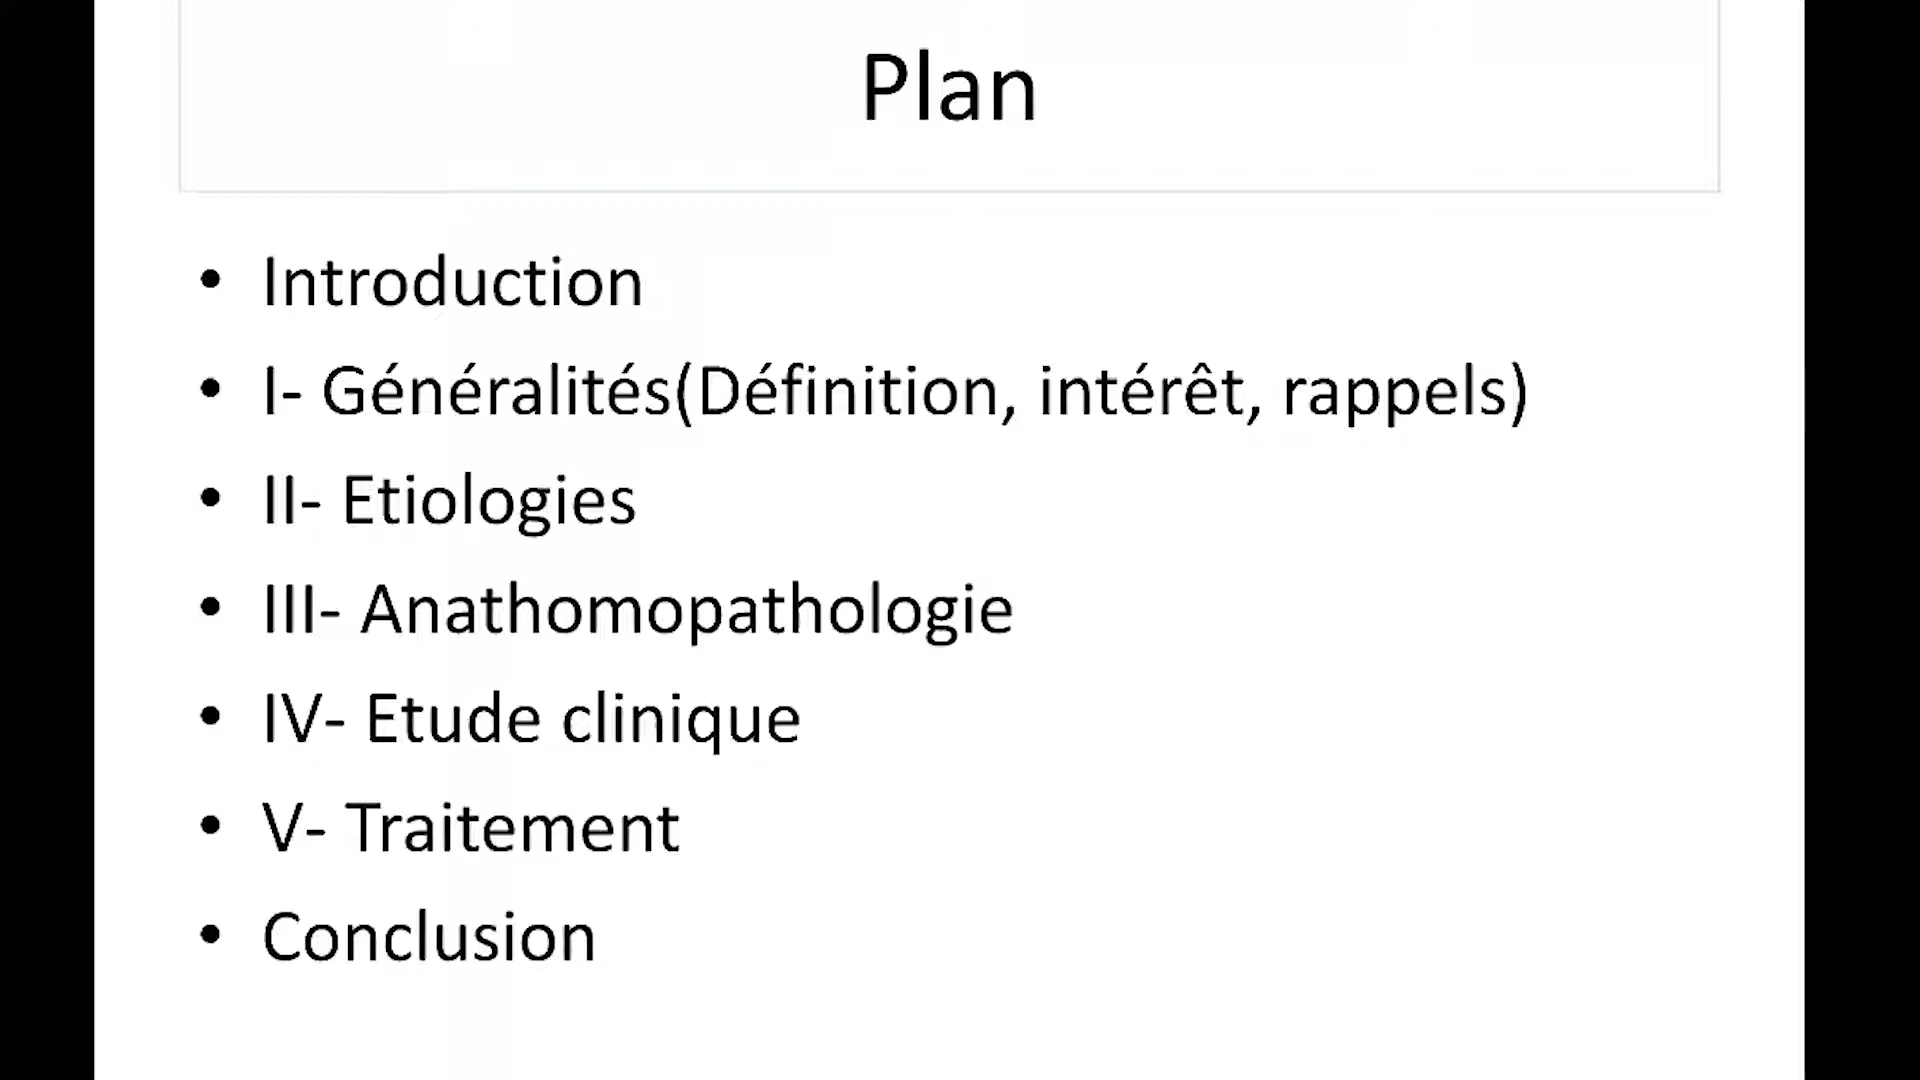 Plan
• Introduction
• I- Généralités(Définition, intérêt, rappels)
• II- Etiologies
• III- Anathomopathologie
• IV- Etude clinique
• V- Traitement
• Conclusion